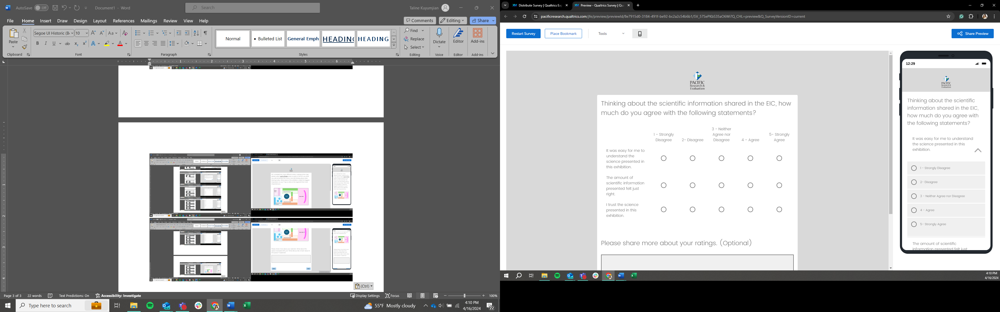 AutoSave Off Document1 - Word Search Taline Kuyumjian
File Home Insert Draw Design Layout References Mailings Review View Help Comments Editing Share
Paste
Segoe UI Historic (B 10
Normal
• Bulleted List
General Emph
HEADING
HEADING
Find
Replace
Select
Dictate
Editor
Add-ins
Clipboard Font Paragraph Styles Editing Voice Editor Add-ins
1 2 3 4 5 6
(Ctrl)
Page 3 of 3 22 words Text Predictions: On Accessibility: Investigate Display Settings Focus 100%
Type here to search 55°F Mostly cloudy 4:10 PM
4/16/2024
22
Distribute Survey | Qualtrics Exp
Preview - Qualtrics Survey | Qua
pacificresearch.qualtrics.com/jfe/preview/previewId/8e7915d0-3184-491f-be92-bc2a2c54b6b1/SV_57SePKbS35aO6Wi?Q_CHL=preview&Q_SurveyVersionID=current
Restart Survey Place Bookmark Tools Share Preview
PACIFIC
Research &
Evaluation
Thinking about the scientific information shared in the EIC, how
much do you agree with the following statements?
1 - Strongly
Disagree
2- Disagree
3 - Neither
Agree nor
Disagree
4 - Agree
5- Strongly
Agree
It was easy for me to
understand the
science presented in
this exhibition.
The amount of
scientific information
presented felt just
right.
I trust the science
presented in this
exhibition.
Please share more about your ratings. (Optional)
12:29
PACIFIC
Research &
Evaluation
Thinking about the scientific
information shared in the EIC,
how much do you agree with
the following statements?
It was easy for me to understand
the science presented in this
exhibition.
1 - Strongly Disagree
2- Disagree
3 - Neither Agree nor Disagree
4 - Agree
5- Strongly Agree
The amount of scientific
information presented felt just
4:10 PM
4/16/2024